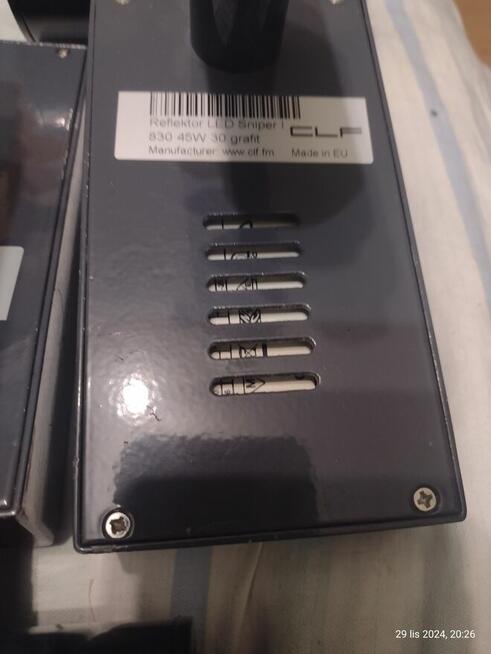 Reflektor LED Sniper I
830 45W 30 grafit
CLF
Manufacturer: www.clf.fm Made in EU
29 lis 2024, 20:26